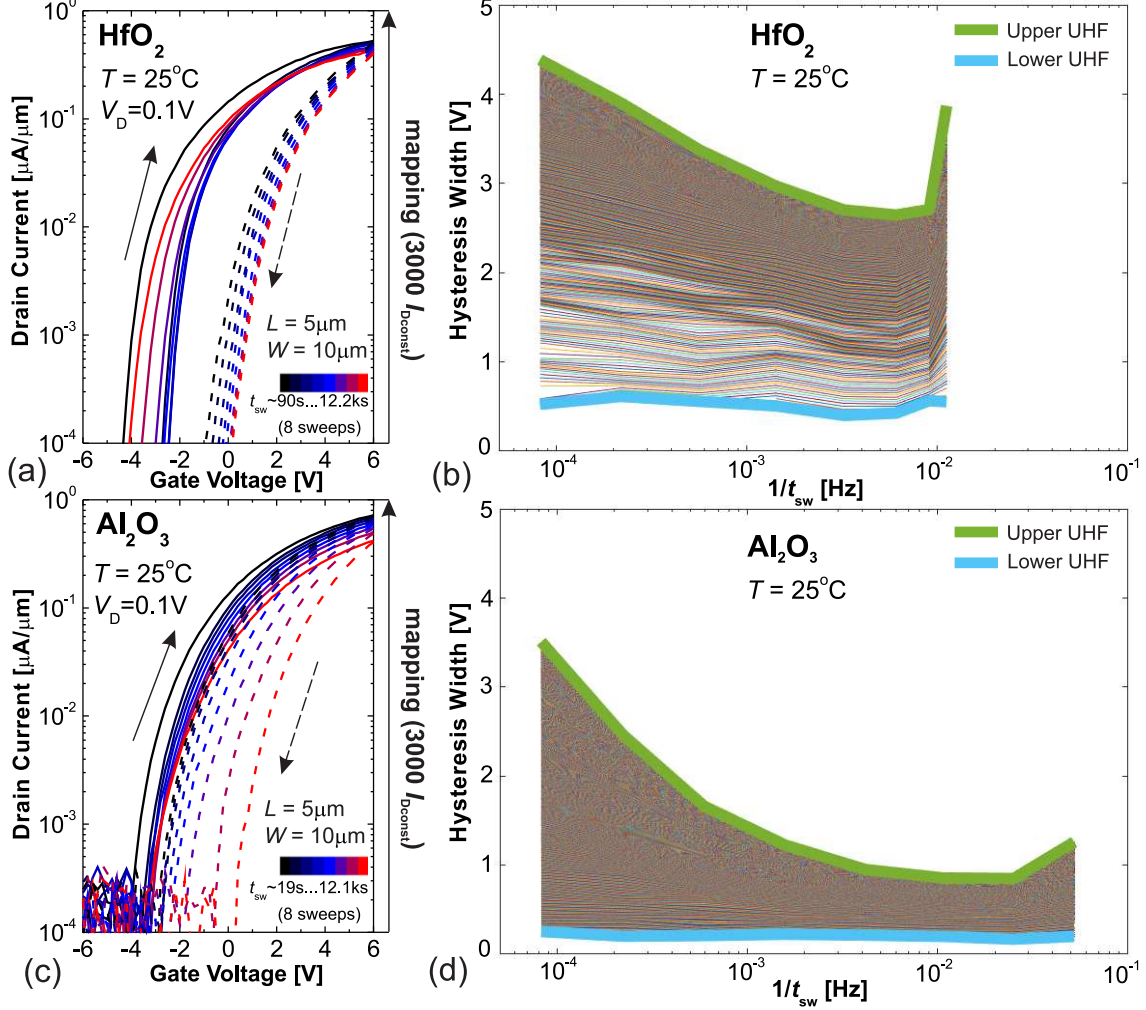 HfO2
T = 25°C
VD=0.1V
Drain Current [μA/μm]
10^0
10^-1
10^-2
10^-3
10^-4
L = 5μm
W = 10μm
tsw~90s...12.2ks
(8 sweeps)
-6 -4 -2 0 2 4 6
Gate Voltage [V]
mapping (3000 IDconst)
(a)
HfO2
T = 25°C
Upper UHF
Lower UHF
Hysteresis Width [V]
5
4
3
2
1
0
10^-4 10^-3 10^-2 10^-1
1/tsw [Hz]
(b)
Al2O3
T = 25°C
VD=0.1V
Drain Current [μA/μm]
10^0
10^-1
10^-2
10^-3
10^-4
L = 5μm
W = 10μm
tsw~19s...12.1ks
(8 sweeps)
-6 -4 -2 0 2 4 6
Gate Voltage [V]
mapping (3000 IDconst)
(c)
Al2O3
T = 25°C
Upper UHF
Lower UHF
Hysteresis Width [V]
5
4
3
2
1
0
10^-4 10^-3 10^-2 10^-1
1/tsw [Hz]
(d)